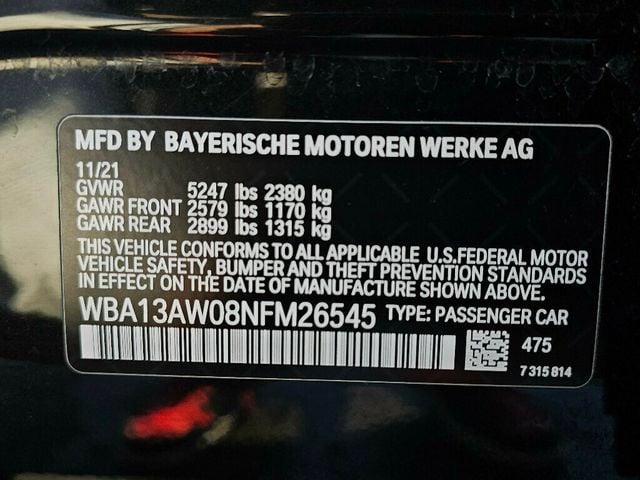 MFD BY BAYERISCHE MOTOREN WERKE AG
11/21
GVWR 5247 lbs 2380 kg
GAWR FRONT 2579 lbs 1170 kg
GAWR REAR 2899 lbs 1315 kg
THIS VEHICLE CONFORMS TO ALL APPLICABLE U.S.FEDERAL MOTOR
VEHICLE SAFETY, BUMPER AND THEFT PREVENTION STANDARDS
IN EFFECT ON THE DATE OF MANUFACTURE SHOWN ABOVE.
WBA13AW08NFM26545 TYPE: PASSENGER CAR
475
7 315 814